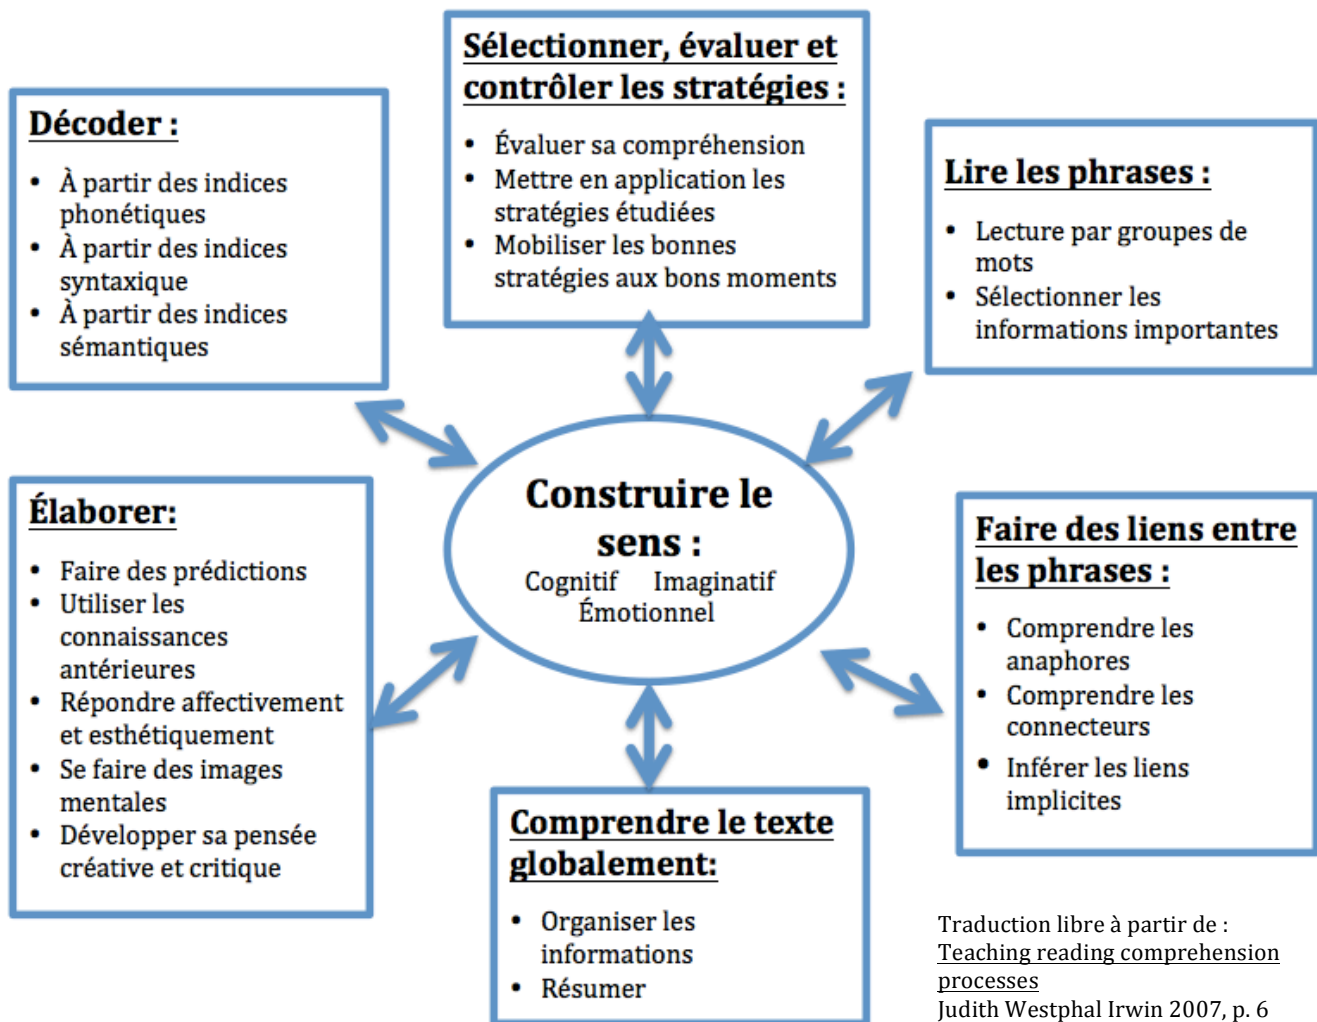 Sélectionner, évaluer et
contrôler les stratégies :
• Évaluer sa compréhension
• Mettre en application les
stratégies étudiées
• Mobiliser les bonnes
stratégies aux bons moments
Décoder :
• À partir des indices
phonétiques
• À partir des indices
syntaxique
• À partir des indices
sémantiques
Lire les phrases :
• Lecture par groupes de
mots
• Sélectionner les
informations importantes
Construire le
sens :
Cognitif Imaginatif
Émotionnel
Élaborer:
• Faire des prédictions
• Utiliser les
connaissances
antérieures
• Répondre affectivement
et esthétiquement
• Se faire des images
mentales
• Développer sa pensée
créative et critique
Faire des liens entre
les phrases :
• Comprendre les
anaphores
• Comprendre les
connecteurs
• Inférer les liens
implicites
Comprendre le texte
globalement:
• Organiser les
informations
• Résumer
Traduction libre à partir de :
Teaching reading comprehension
processes
Judith Westphal Irwin 2007, p. 6